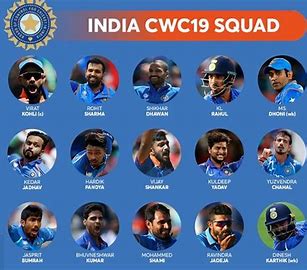 INDIA CWC19 SQUAD
VIRAT ROHIT SHIKHAR KL MS
KOHLI (c) SHARMA DHAWAN RAHUL DHONI (wk)
KEDAR HARDIK VIJAY KULDEEP YUZVENDRA
JADHAV PANDYA SHANKAR YADAV CHAHAL
JASPRIT BHUVNESHWAR MOHAMMED RAVINDRA DINESH
BUMRAH KUMAR SHAMI JADEJA KARTHIK (wk)